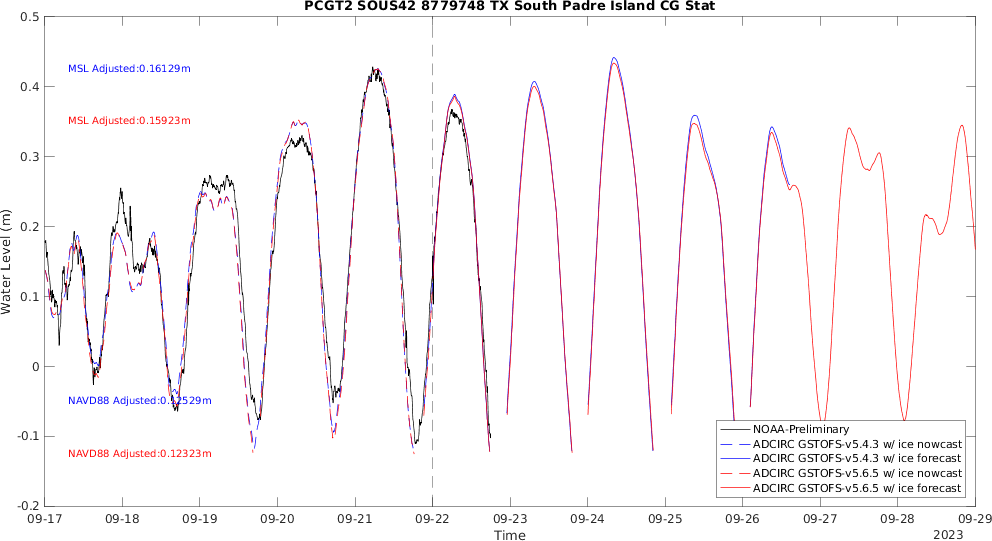 PCGT2 SOUS42 8779748 TX South Padre Island CG Stat
MSL Adjusted:0.16129m
MSL Adjusted:0.15923m
NAVD88 Adjusted:0.12529m
NAVD88 Adjusted:0.12323m
Water Level (m)
0.5
0.4
0.3
0.2
0.1
0
-0.1
-0.2
NOAA-Preliminary
ADCIRC GSTOFS-v5.4.3 w/ ice nowcast
ADCIRC GSTOFS-v5.4.3 w/ ice forecast
ADCIRC GSTOFS-v5.6.5 w/ ice nowcast
ADCIRC GSTOFS-v5.6.5 w/ ice forecast
09-17 09-18 09-19 09-20 09-21 09-22 09-23 09-24 09-25 09-26 09-27 09-28 09-29
Time
2023